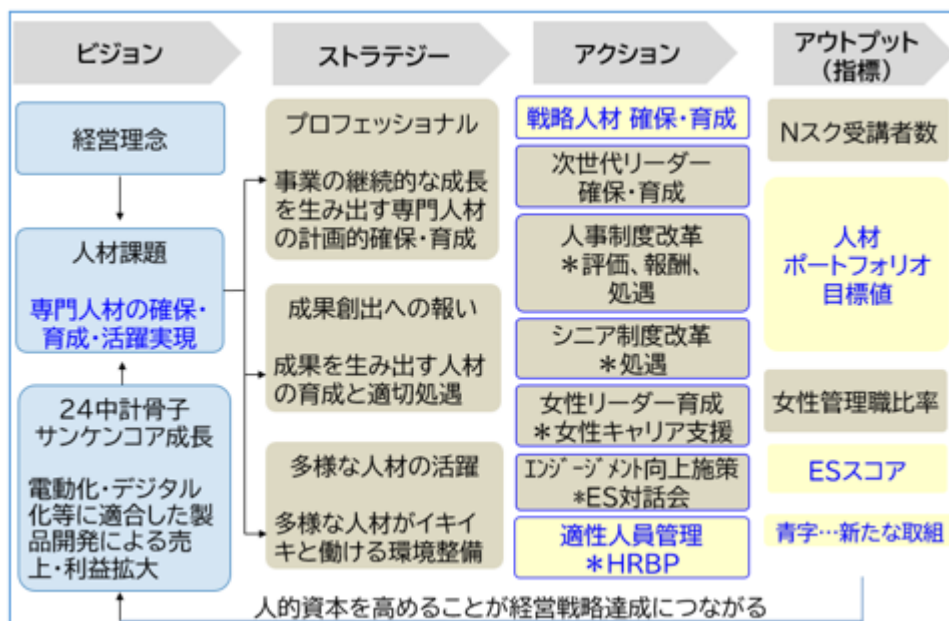 ビジョン
ストラテジー
アクション
アウトプット
(指標)
経営理念
人材課題
専門人材の確保・
育成・活躍実現
24中計骨子
サンケンコア成長
電動化・デジタル
化等に適合した製
品開発による売
上・利益拡大
プロフェッショナル
事業の継続的な成長
を生み出す専門人材
の計画的確保・育成
成果創出への報い
成果を生み出す人材
の育成と適切処遇
多様な人材の活躍
多様な人材がイキイ
キと働ける環境整備
戦略人材 確保・育成
次世代リーダー
確保・育成
人事制度改革
＊評価、報酬、
処遇
シニア制度改革
＊処遇
女性リーダー育成
＊女性キャリア支援
ｴﾝｼﾞｰｼﾞﾒﾝﾄ向上施策
＊ES対話会
適性人員管理
＊HRBP
Nスク受講者数
人材
ポートフォリオ
目標値
女性管理職比率
ESスコア
青字…新たな取組
人的資本を高めることが経営戦略達成につながる